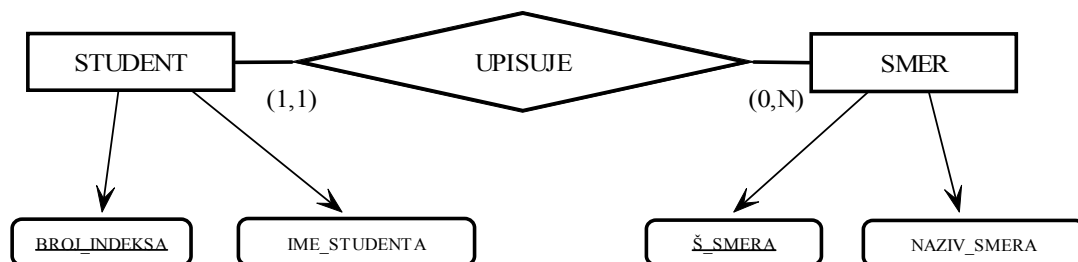 STUDENT
UPISUJE
SMER
(1,1)
(0,N)
BROJ_INDEKSA
IME_STUDENTA
Š_SMERA
NAZIV_SMERA